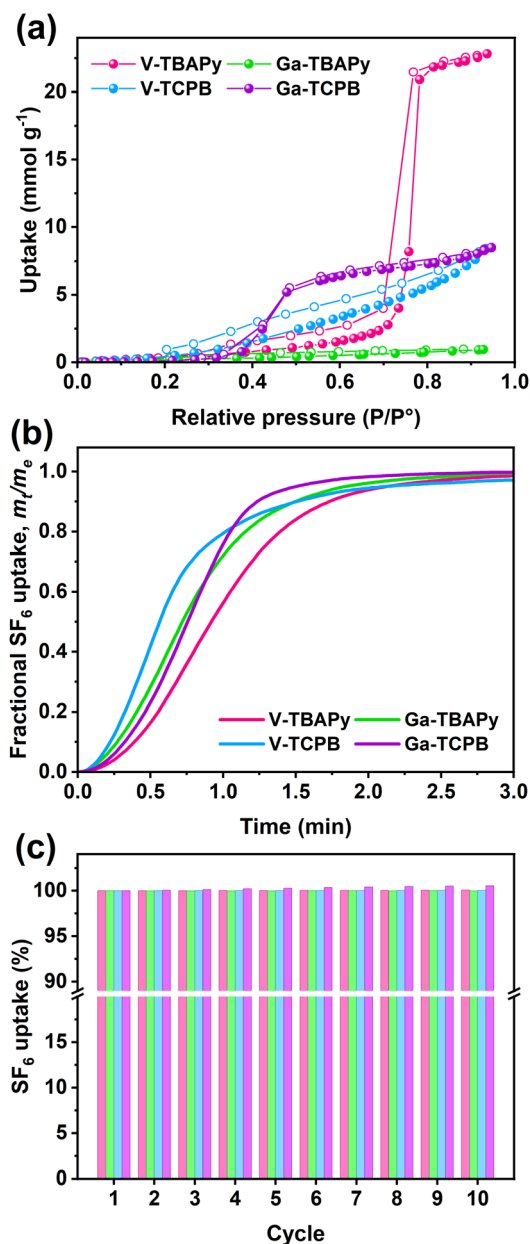 (a)
V-TBAPy Ga-TBAPy
V-TCPB Ga-TCPB
Uptake (mmol g⁻¹)
20
15
10
5
0
0.0 0.2 0.4 0.6 0.8 1.0
Relative pressure (P/P°)
(b)
Fractional SF₆ uptake, mₜ/mₑ
1.0
0.8
0.6
0.4
0.2
0.0
V-TBAPy Ga-TBAPy
V-TCPB Ga-TCPB
0.0 0.5 1.0 1.5 2.0 2.5 3.0
Time (min)
(c)
SF₆ uptake (%)
100
95
90
15
10
5
0
1 2 3 4 5 6 7 8 9 10
Cycle